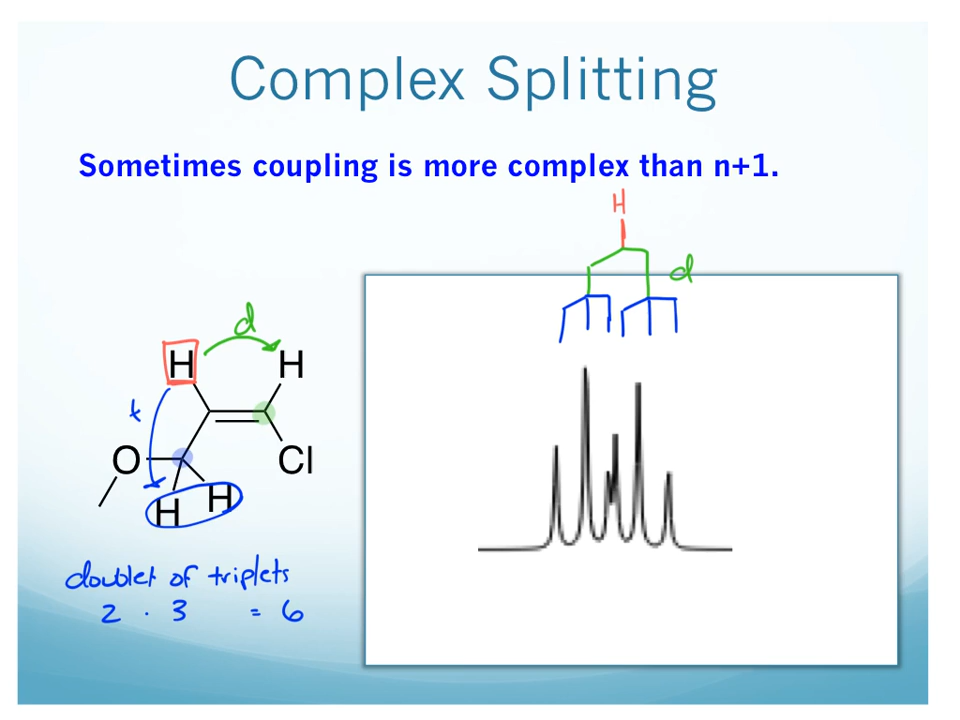 Complex Splitting
Sometimes coupling is more complex than n+1.
H
d
d
H H
t
O Cl
H H
doublet of triplets
2 · 3 = 6